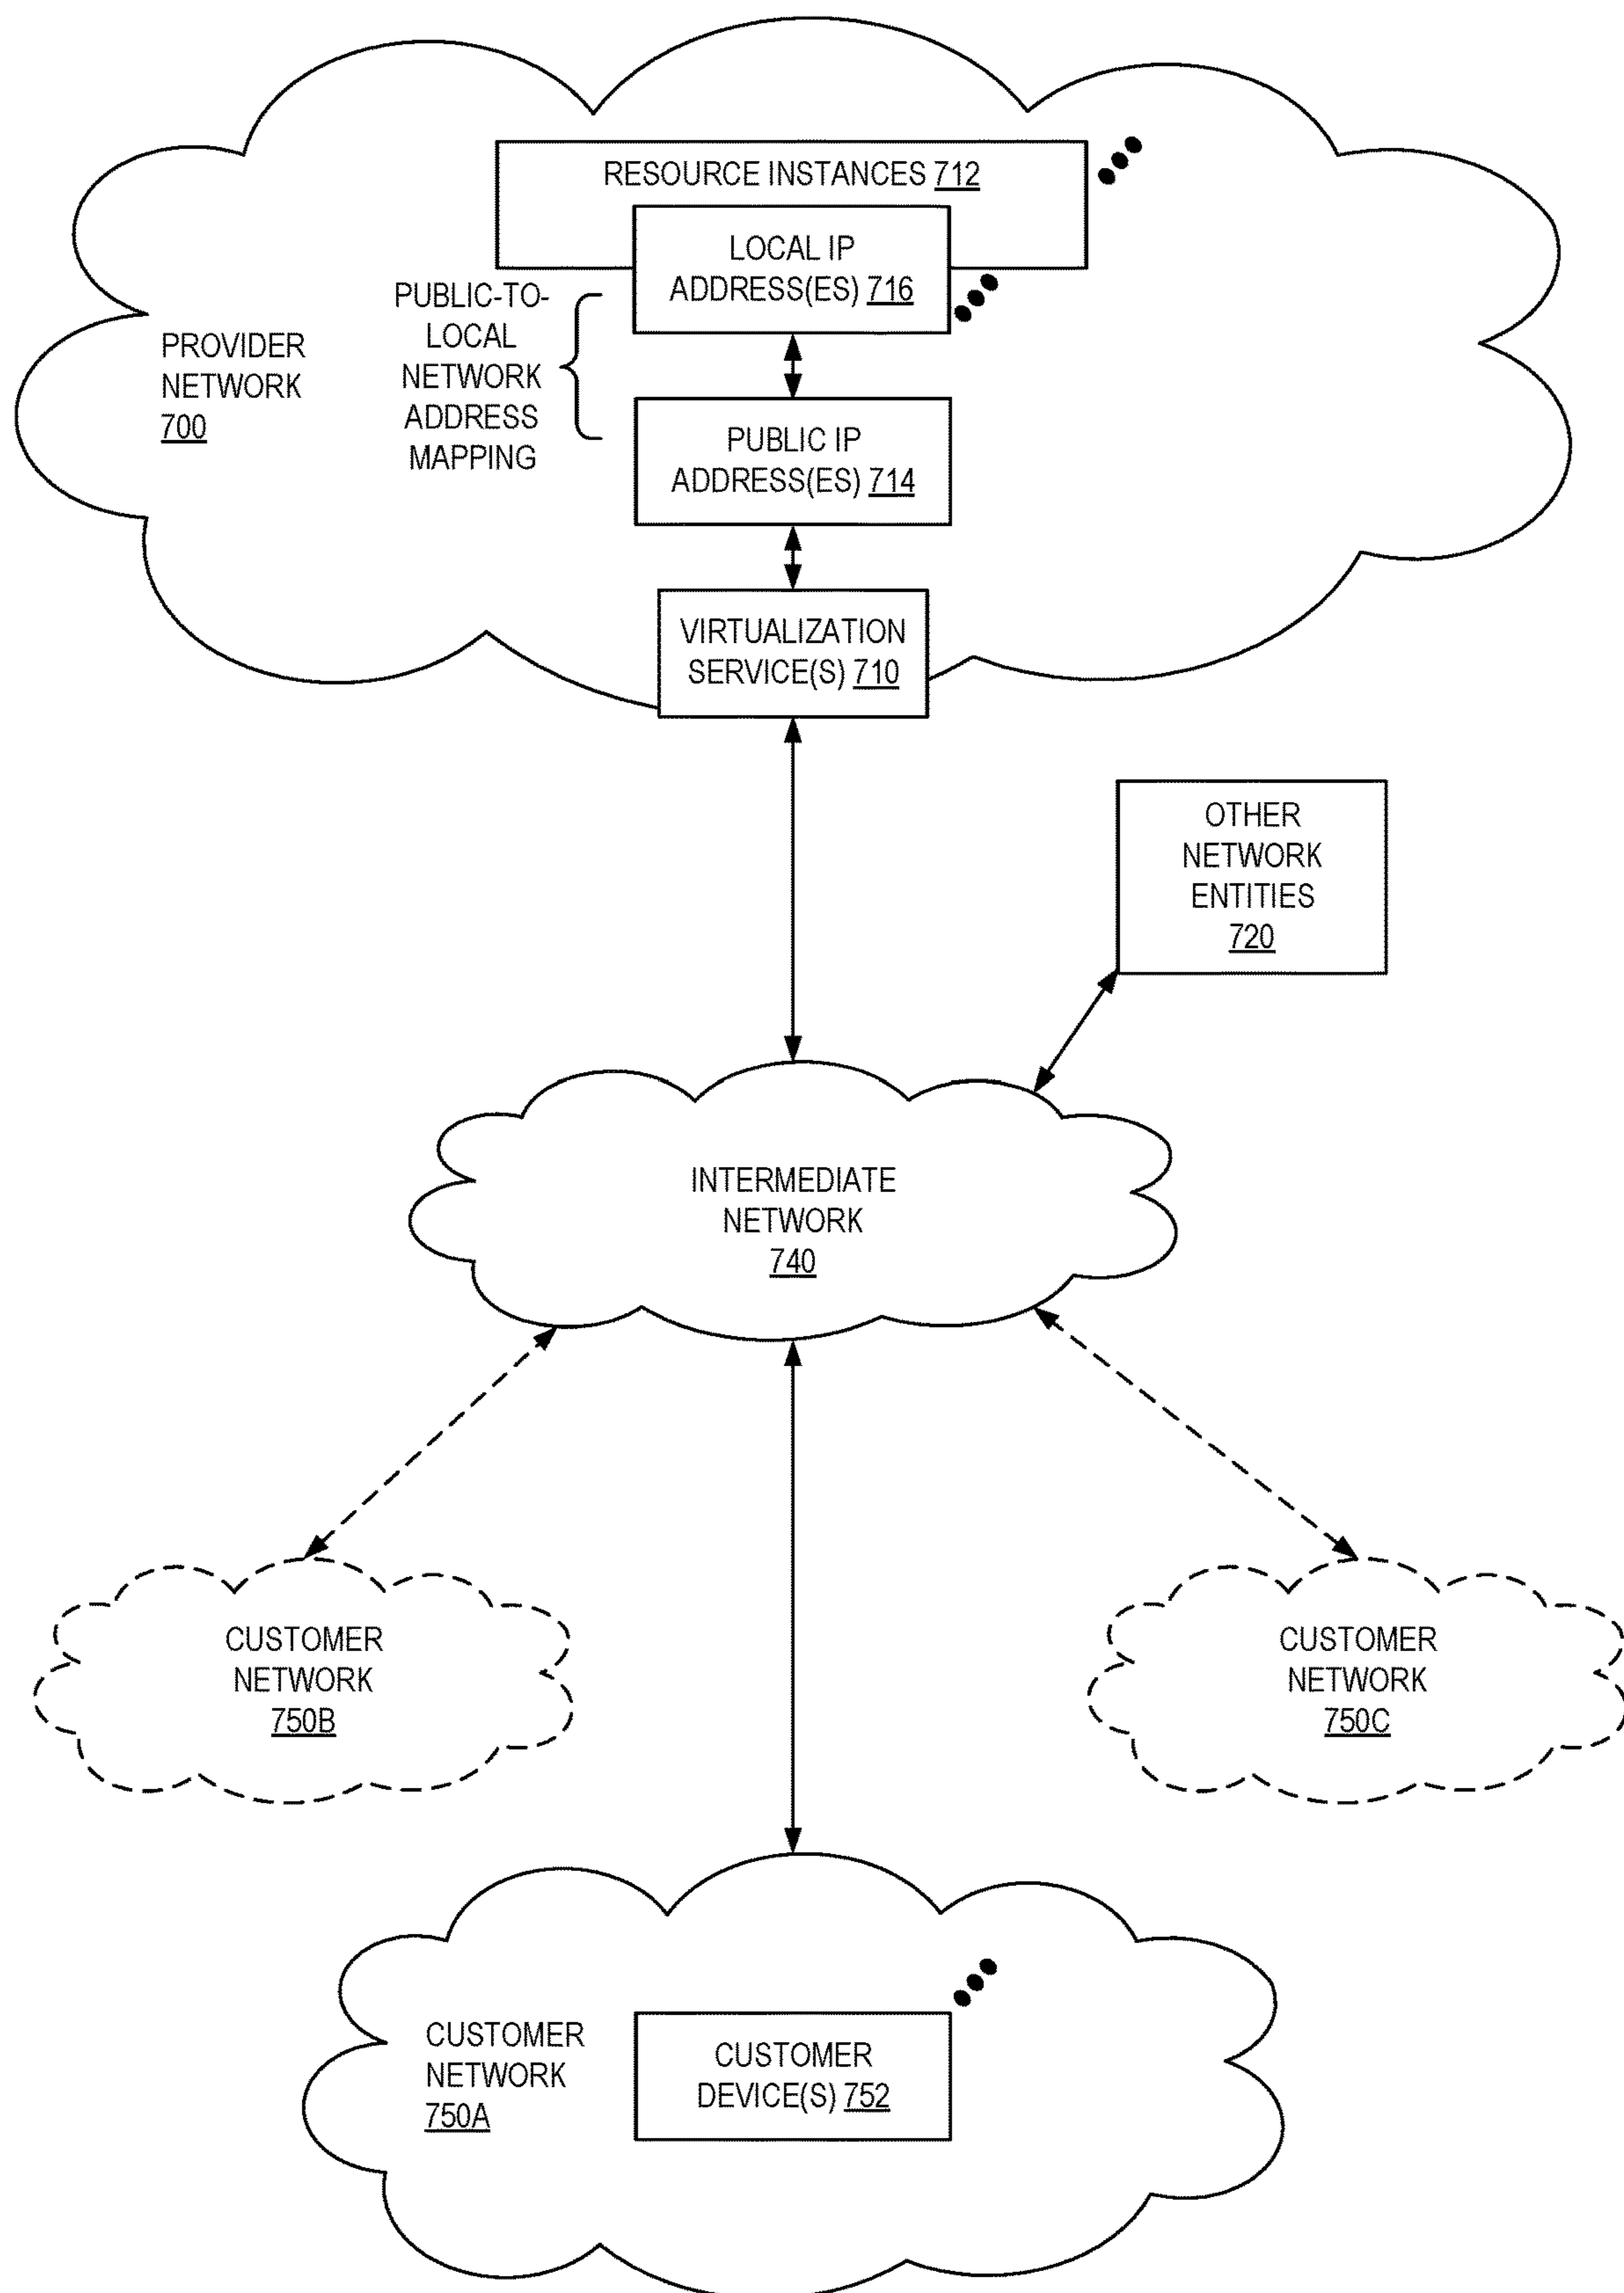 RESOURCE INSTANCES 712
LOCAL IP
ADDRESS(ES) 716
PUBLIC-TO-
LOCAL
NETWORK
ADDRESS
MAPPING
PROVIDER
NETWORK
700
PUBLIC IP
ADDRESS(ES) 714
VIRTUALIZATION
SERVICE(S) 710
OTHER
NETWORK
ENTITIES
720
INTERMEDIATE
NETWORK
740
CUSTOMER
NETWORK
750B
CUSTOMER
NETWORK
750C
CUSTOMER
NETWORK
750A
CUSTOMER
DEVICE(S) 752